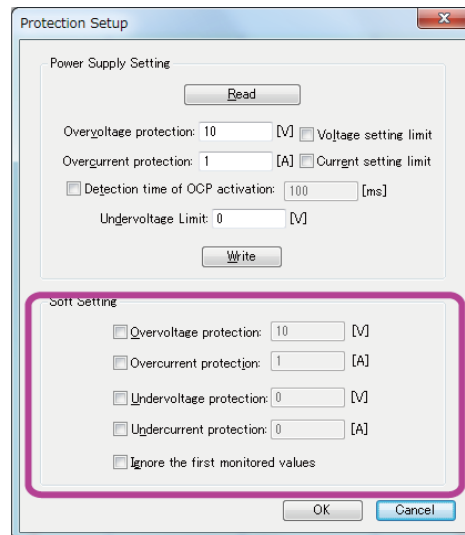 Protection Setup
Power Supply Setting
Read
Overvoltage protection: 10 [V] Voltage setting limit
Overcurrent protection: 1 [A] Current setting limit
Detection time of OCP activation: 100 [ms]
Undervoltage Limit: 0 [V]
Write
Soft Setting
Overvoltage protection: 10 [V]
Overcurrent protection: 1 [A]
Undervoltage protection: 0 [V]
Undercurrent protection: 0 [A]
Ignore the first monitored values
OK Cancel